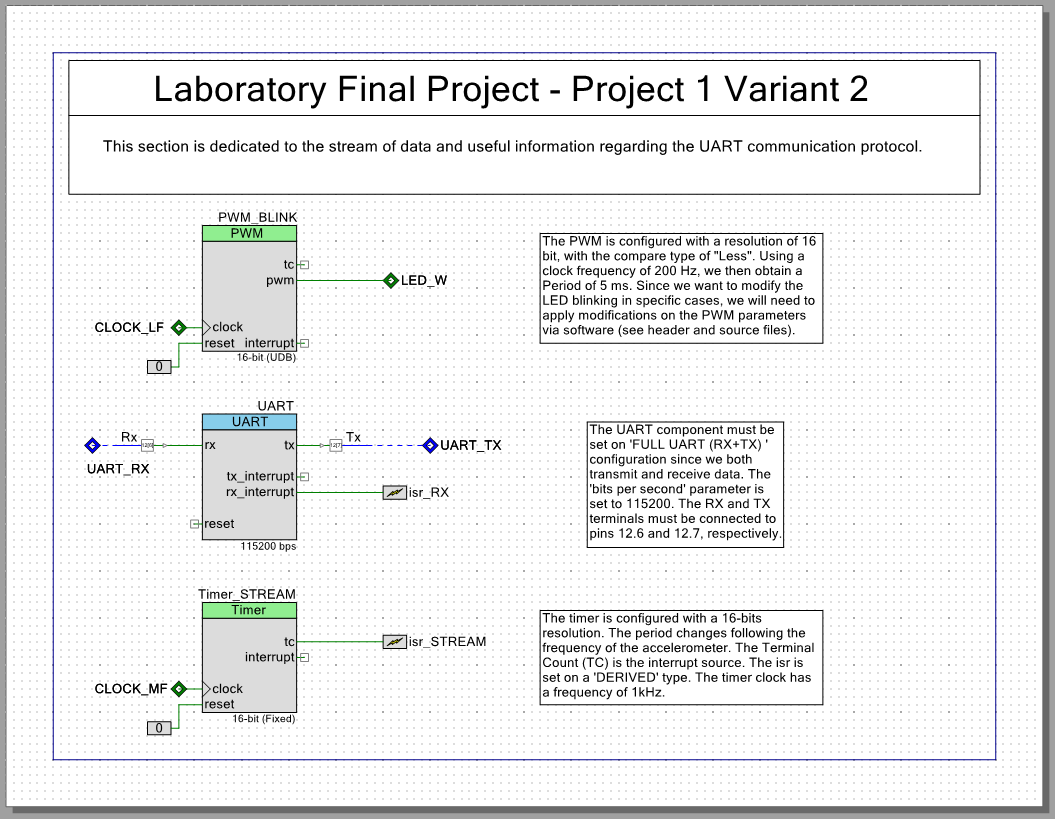 Laboratory Final Project - Project 1 Variant 2
This section is dedicated to the stream of data and useful information regarding the UART communication protocol.
PWM_BLINK
PWM
tc
pwm
LED_W
CLOCK_LF
clock
reset interrupt
0
16-bit (UDB)
The PWM is configured with a resolution of 16
bit, with the compare type of "Less". Using a
clock frequency of 200 Hz, we then obtain a
Period of 5 ms. Since we want to modify the
LED blinking in specific cases, we will need to
apply modifications on the PWM parameters
via software (see header and source files).
UART
UART
Rx
rx
tx
Tx
UART_TX
UART_RX
tx_interrupt
rx_interrupt
isr_RX
reset
115200 bps
The UART component must be
set on 'FULL UART (RX+TX) '
configuration since we both
transmit and receive data. The
'bits per second' parameter is
set to 115200. The RX and TX
terminals must be connected to
pins 12.6 and 12.7, respectively.
Timer_STREAM
Timer
tc
isr_STREAM
interrupt
CLOCK_MF
clock
reset
0
16-bit (Fixed)
The timer is configured with a 16-bits
resolution. The period changes following the
frequency of the accelerometer. The Terminal
Count (TC) is the interrupt source. The isr is
set on a 'DERIVED' type. The timer clock has
a frequency of 1kHz.